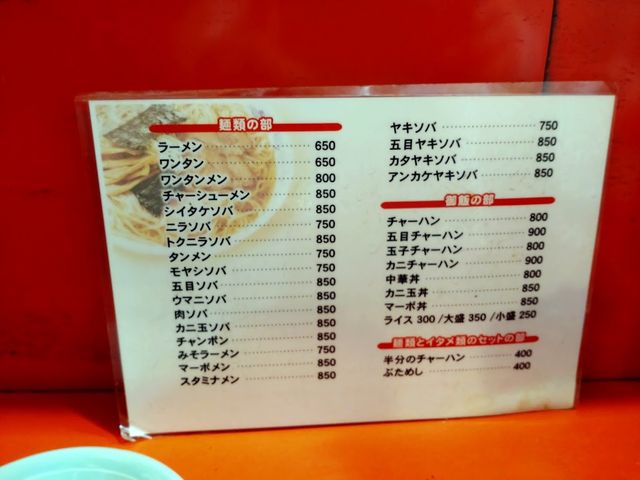 麺類の部
ラーメン 650
ワンタン 650
ワンタンメン 800
チャーシューメン 850
シイタケソバ 850
ニラソバ 750
トクニラソバ 850
タンメン 750
モヤシソバ 750
五目ソバ 850
ウマニソバ 850
肉ソバ 850
カニ玉ソバ 850
チャンポン 850
みそラーメン 750
マーボメン 850
スタミナメン 850
ヤキソバ 750
五目ヤキソバ 850
カタヤキソバ 850
アンカケヤキソバ 850
御飯の部
チャーハン 800
五目チャーハン 900
玉子チャーハン 800
カニチャーハン 900
中華丼 800
カニ玉丼 850
マーボ丼 850
ライス 300 /大盛 350 /小盛 250
麺類とイタメ類のセットの部
半分のチャーハン 400
ぶためし 400